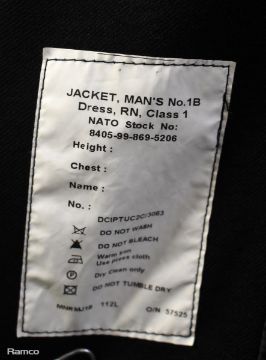 JACKET, MAN'S No.1B
Dress, RN, Class 1
NATO Stock No:
8405-99-869-5206
Height :
Chest :
Name :
No. :
DCIPTUC2C/3063
DO NOT WASH
DO NOT BLEACH
Warm iron
Use press cloth
Dry Clean only
DO NOT TUMBLE DRY
112L O/N 57525
Ramco